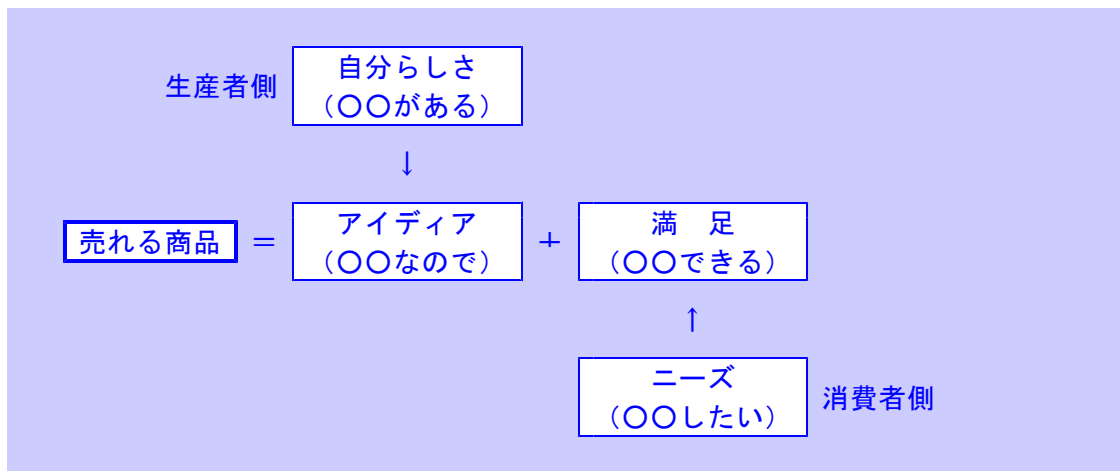 生産者側
自分らしさ
（〇〇がある）
↓
売れる商品
＝
アイディア
（〇〇なので）
＋
満　足
（〇〇できる）
↑
ニーズ
（〇〇したい）
消費者側